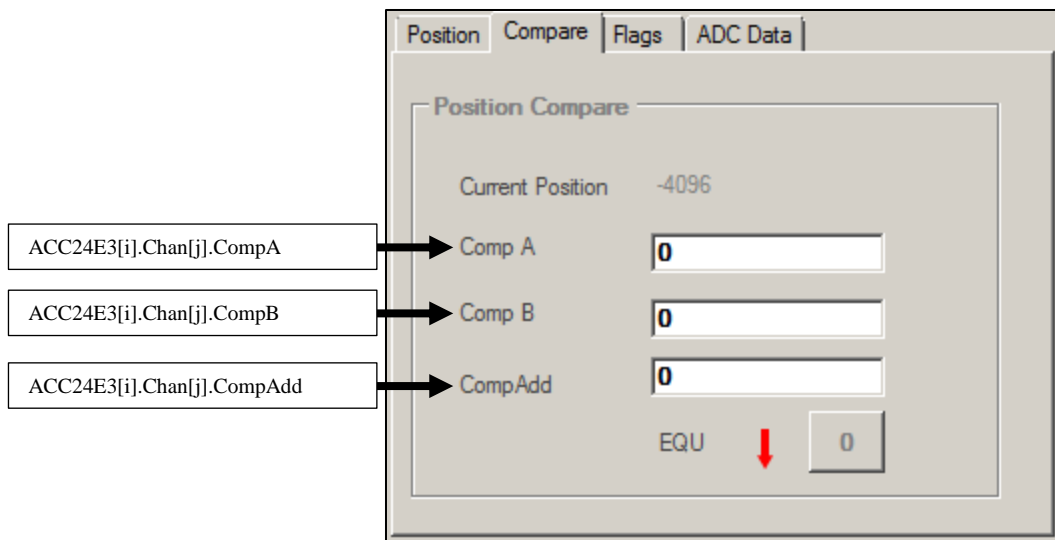 Position Compare Flags ADC Data
Position Compare
Current Position -4096
ACC24E3[i].Chan[j].CompA Comp A 0
ACC24E3[i].Chan[j].CompB Comp B 0
ACC24E3[i].Chan[j].CompAdd CompAdd 0
EQU 0